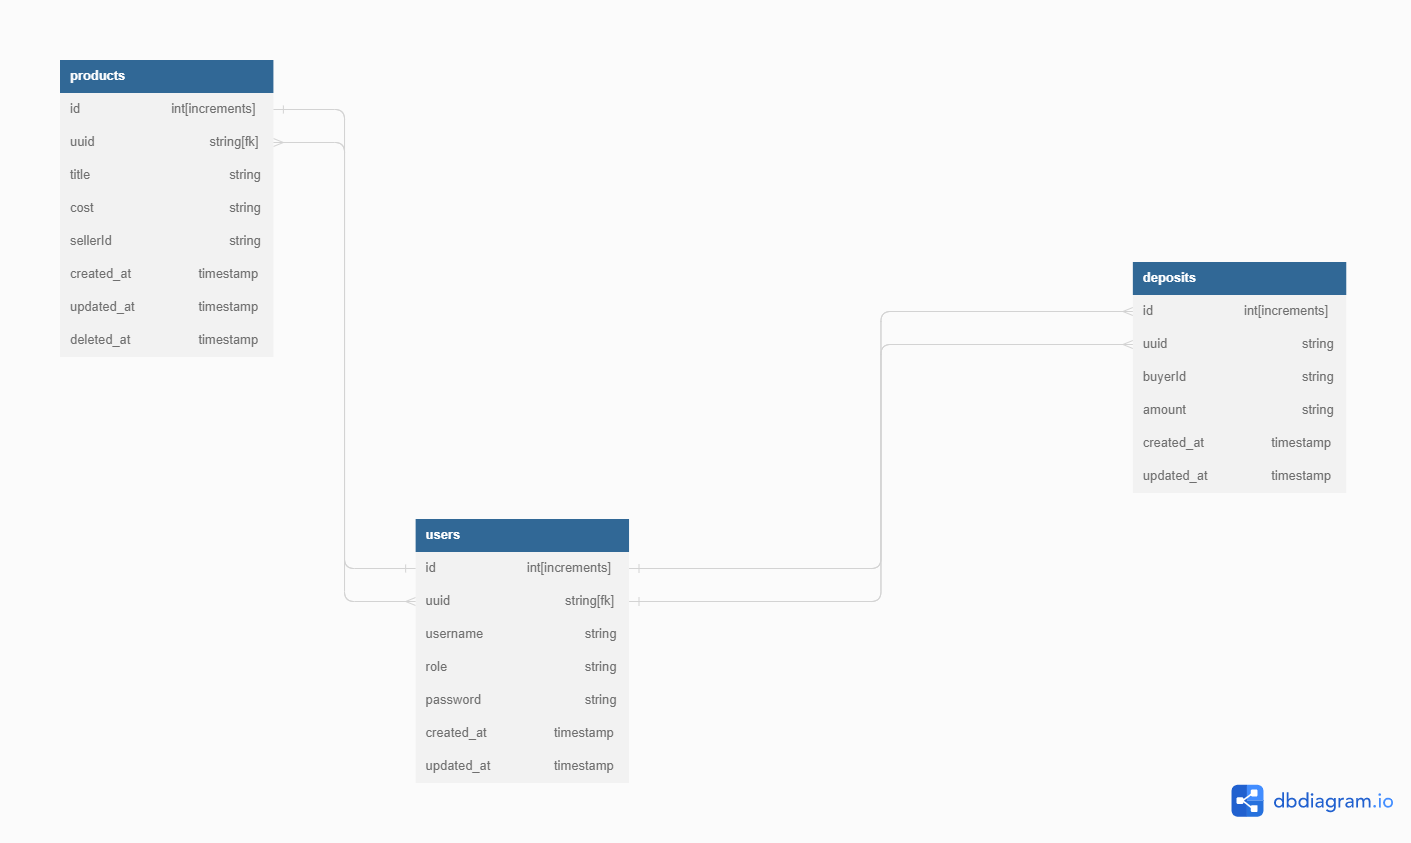 products
id int[increments]
uuid string[fk]
title string
cost string
sellerId string
created_at timestamp
updated_at timestamp
deleted_at timestamp
deposits
id int[increments]
uuid string
buyerId string
amount string
created_at timestamp
updated_at timestamp
users
id int[increments]
uuid string[fk]
username string
role string
password string
created_at timestamp
updated_at timestamp
dbdiagram.io